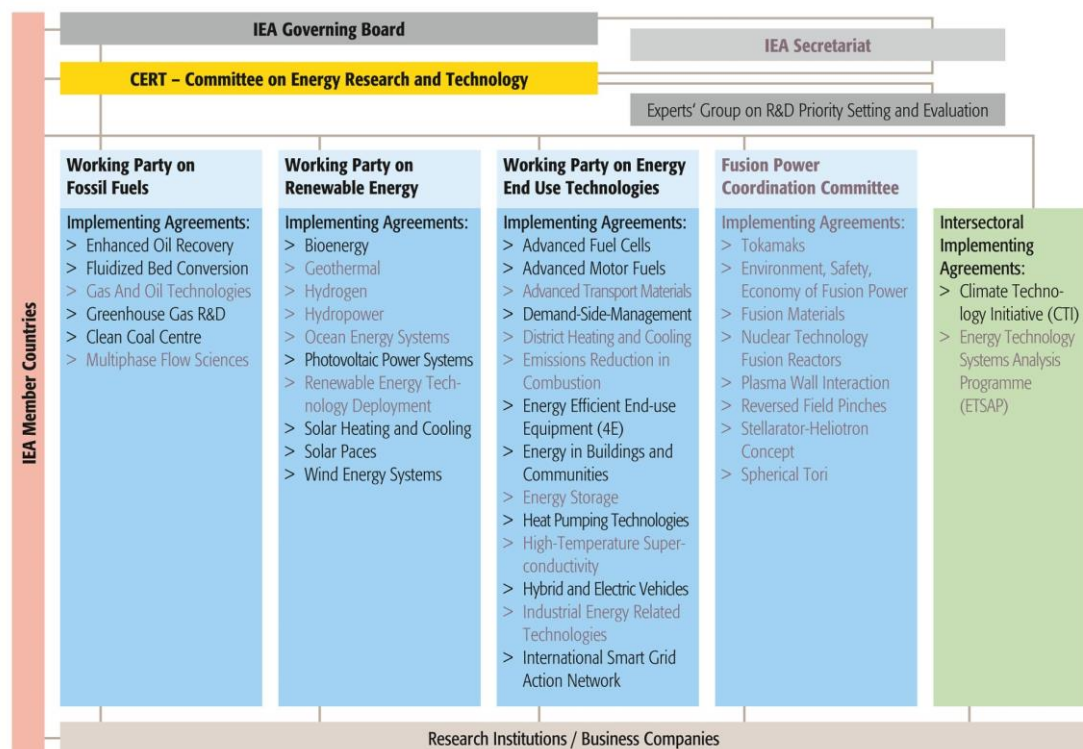 IEA Member Countries
IEA Governing Board
IEA Secretariat
CERT – Committee on Energy Research and Technology
Experts' Group on R&D Priority Setting and Evaluation
Working Party on
Fossil Fuels
Implementing Agreements:
> Enhanced Oil Recovery
> Fluidized Bed Conversion
> Gas And Oil Technologies
> Greenhouse Gas R&D
> Clean Coal Centre
> Multiphase Flow Sciences
Working Party on
Renewable Energy
Implementing Agreements:
> Bioenergy
> Geothermal
> Hydrogen
> Hydropower
> Ocean Energy Systems
> Photovoltaic Power Systems
> Renewable Energy Tech-
nology Deployment
> Solar Heating and Cooling
> Solar Paces
> Wind Energy Systems
Working Party on Energy
End Use Technologies
Implementing Agreements:
> Advanced Fuel Cells
> Advanced Motor Fuels
> Advanced Transport Materials
> Demand-Side-Management
> District Heating and Cooling
> Emissions Reduction in
Combustion
> Energy Efficient End-use
Equipment (4E)
> Energy in Buildings and
Communities
> Energy Storage
> Heat Pumping Technologies
> High-Temperature Super-
conductivity
> Hybrid and Electric Vehicles
> Industrial Energy Related
Technologies
> International Smart Grid
Action Network
Fusion Power
Coordination Committee
Implementing Agreements:
> Tokamaks
> Environment, Safety,
Economy of Fusion Power
> Fusion Materials
> Nuclear Technology
Fusion Reactors
> Plasma Wall Interaction
> Reversed Field Pinches
> Stellarator-Heliotron
Concept
> Spherical Tori
Intersectoral
Implementing
Agreements:
> Climate Techno-
logy Initiative (CTI)
> Energy Technology
Systems Analysis
Programme
(ETSAP)
Research Institutions / Business Companies